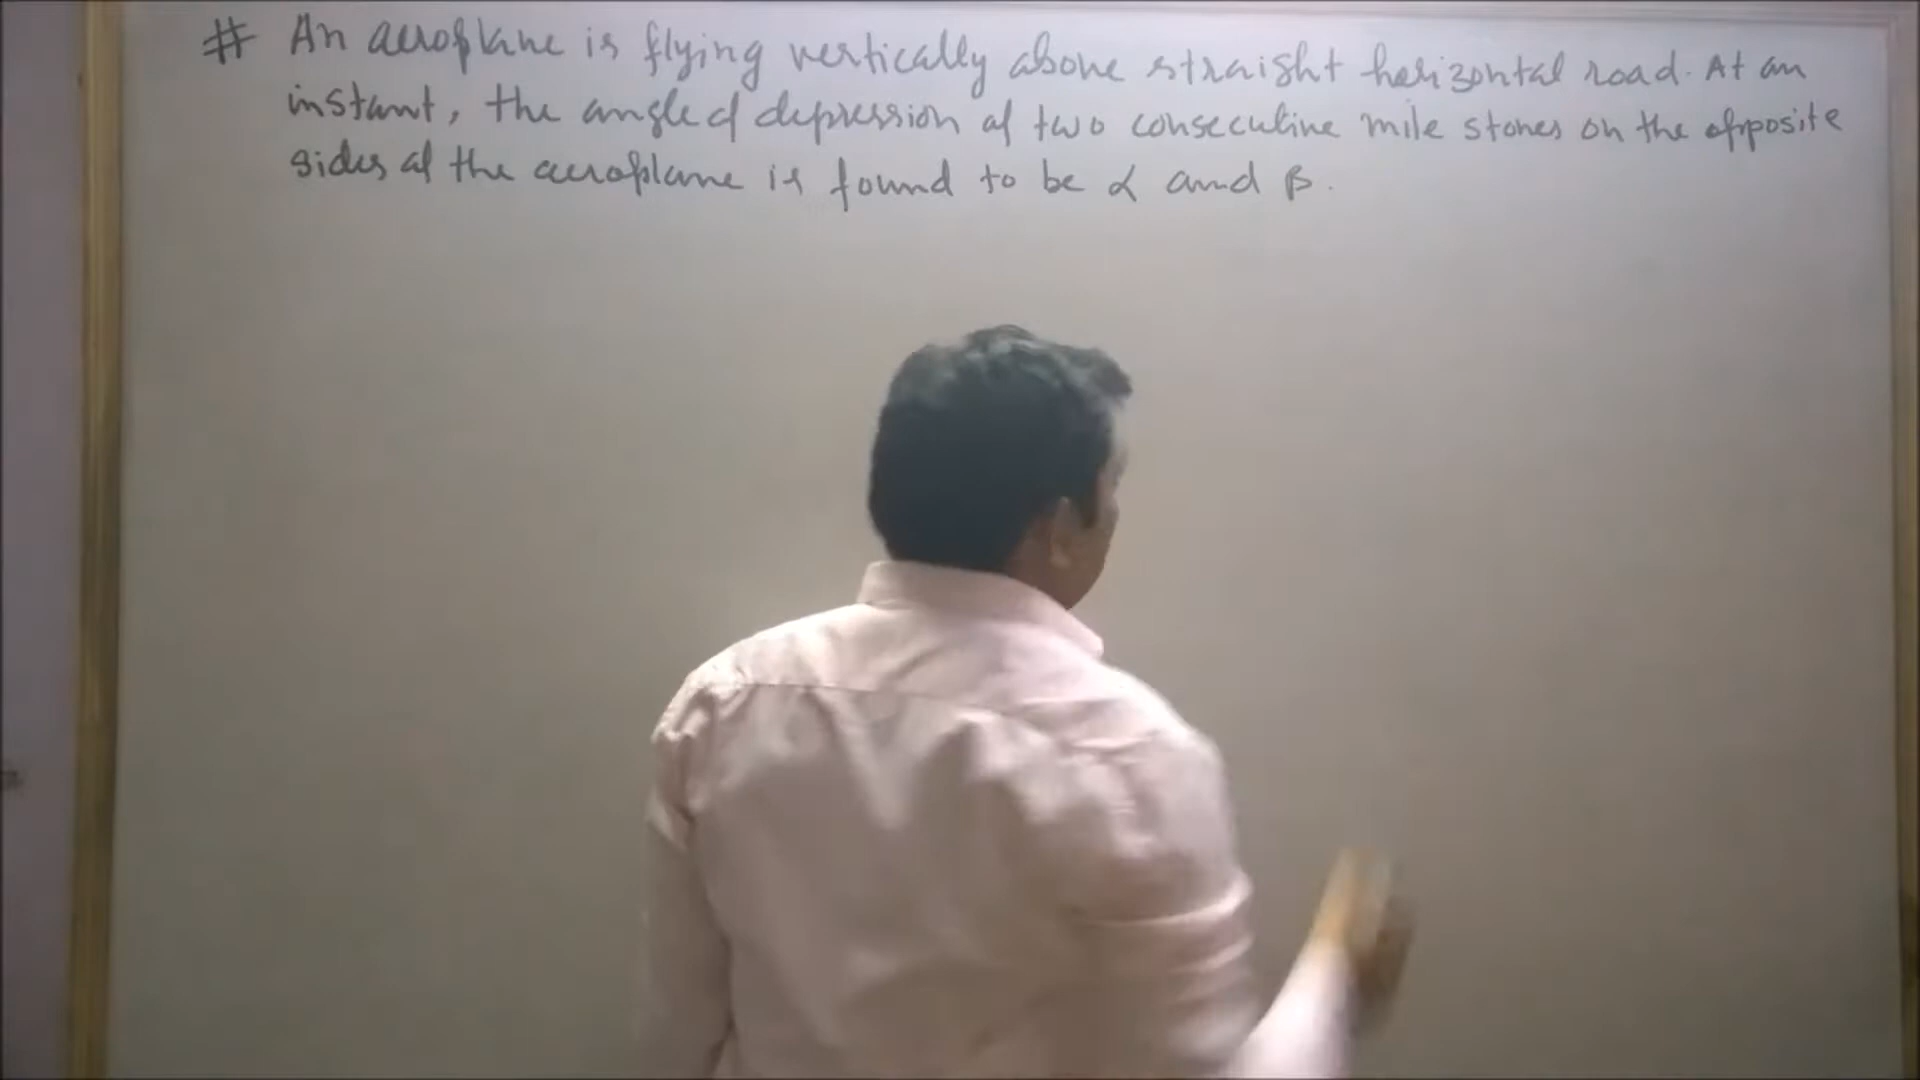 # An aeroplane is flying vertically above straight horizontal road. At an
instant, the angle of depression of two consecutive mile stones on the opposite
sides of the aeroplane is found to be α and β.